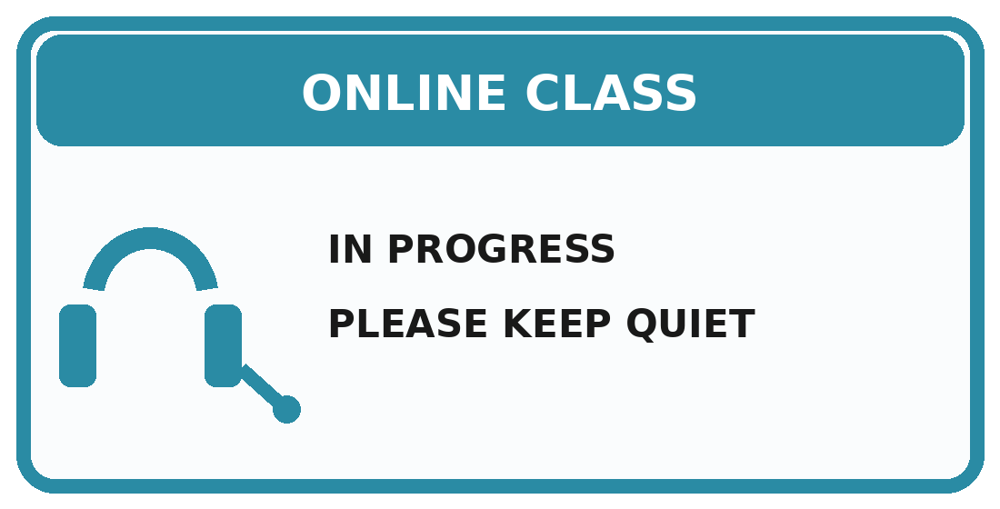 ONLINE CLASS
IN PROGRESS
PLEASE KEEP QUIET